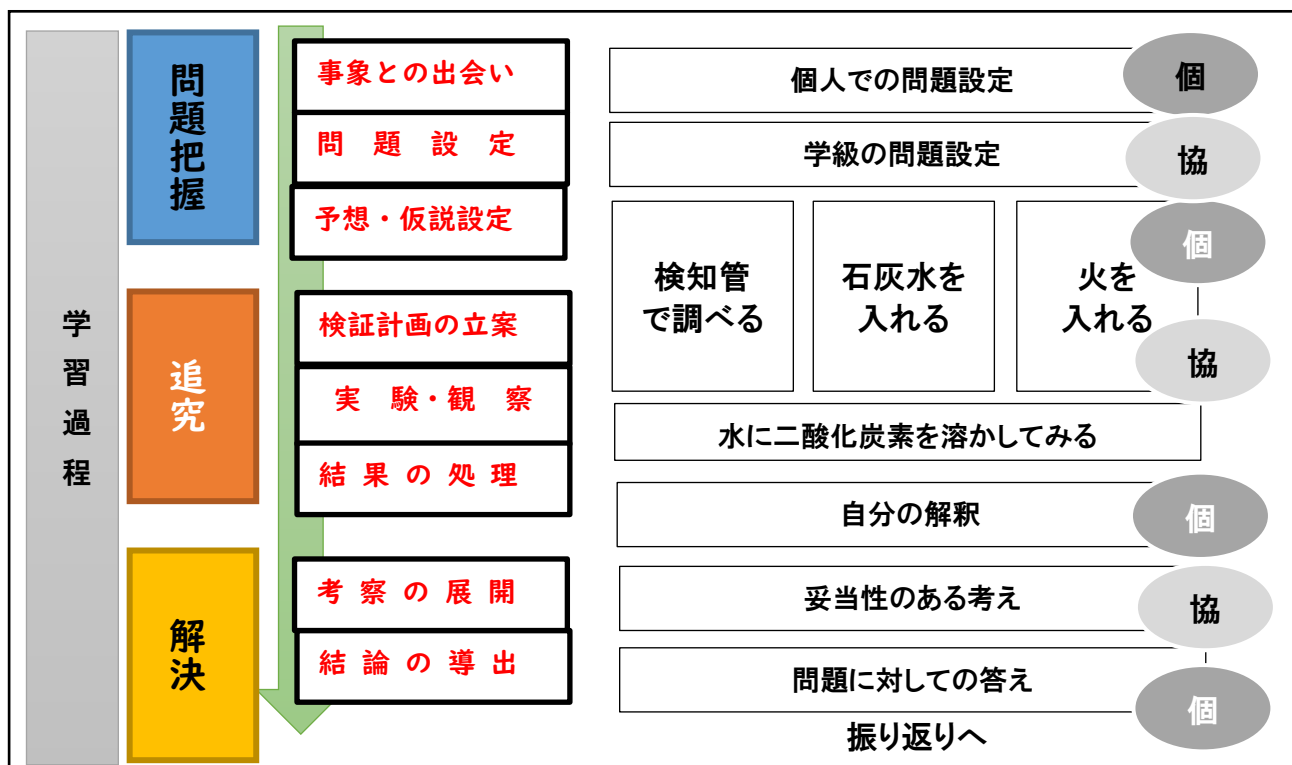 学習過程
問題把握
事象との出会い
問題設定
予想・仮説設定
追究
検証計画の立案
実験・観察
結果の処理
解決
考察の展開
結論の導出
個人での問題設定
個
学級の問題設定
協
検知管
で調べる
石灰水を
入れる
火を
入れる
個
協
水に二酸化炭素を溶かしてみる
自分の解釈
個
妥当性のある考え
協
問題に対しての答え
個
振り返りへ